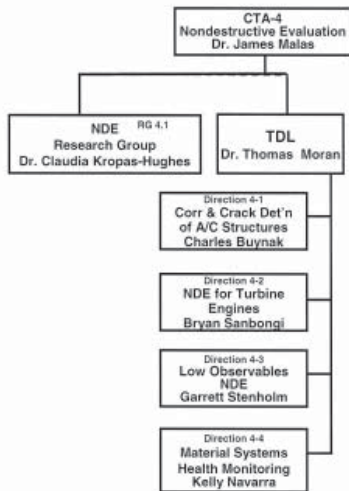 CTA-4
Nondestructive Evaluation
Dr. James Malas
NDE RG 4.1
Research Group
Dr. Claudia Kropas-Hughes
TDL
Dr. Thomas Moran
Direction 4-1
Corr & Crack Det'n
of A/C Structures
Charles Buynak
Direction 4-2
NDE for Turbine
Engines
Bryan Sanbongi
Direction 4-3
Low Observables
NDE
Garrett Stenholm
Direction 4-4
Material Systems
Health Monitoring
Kelly Navarra